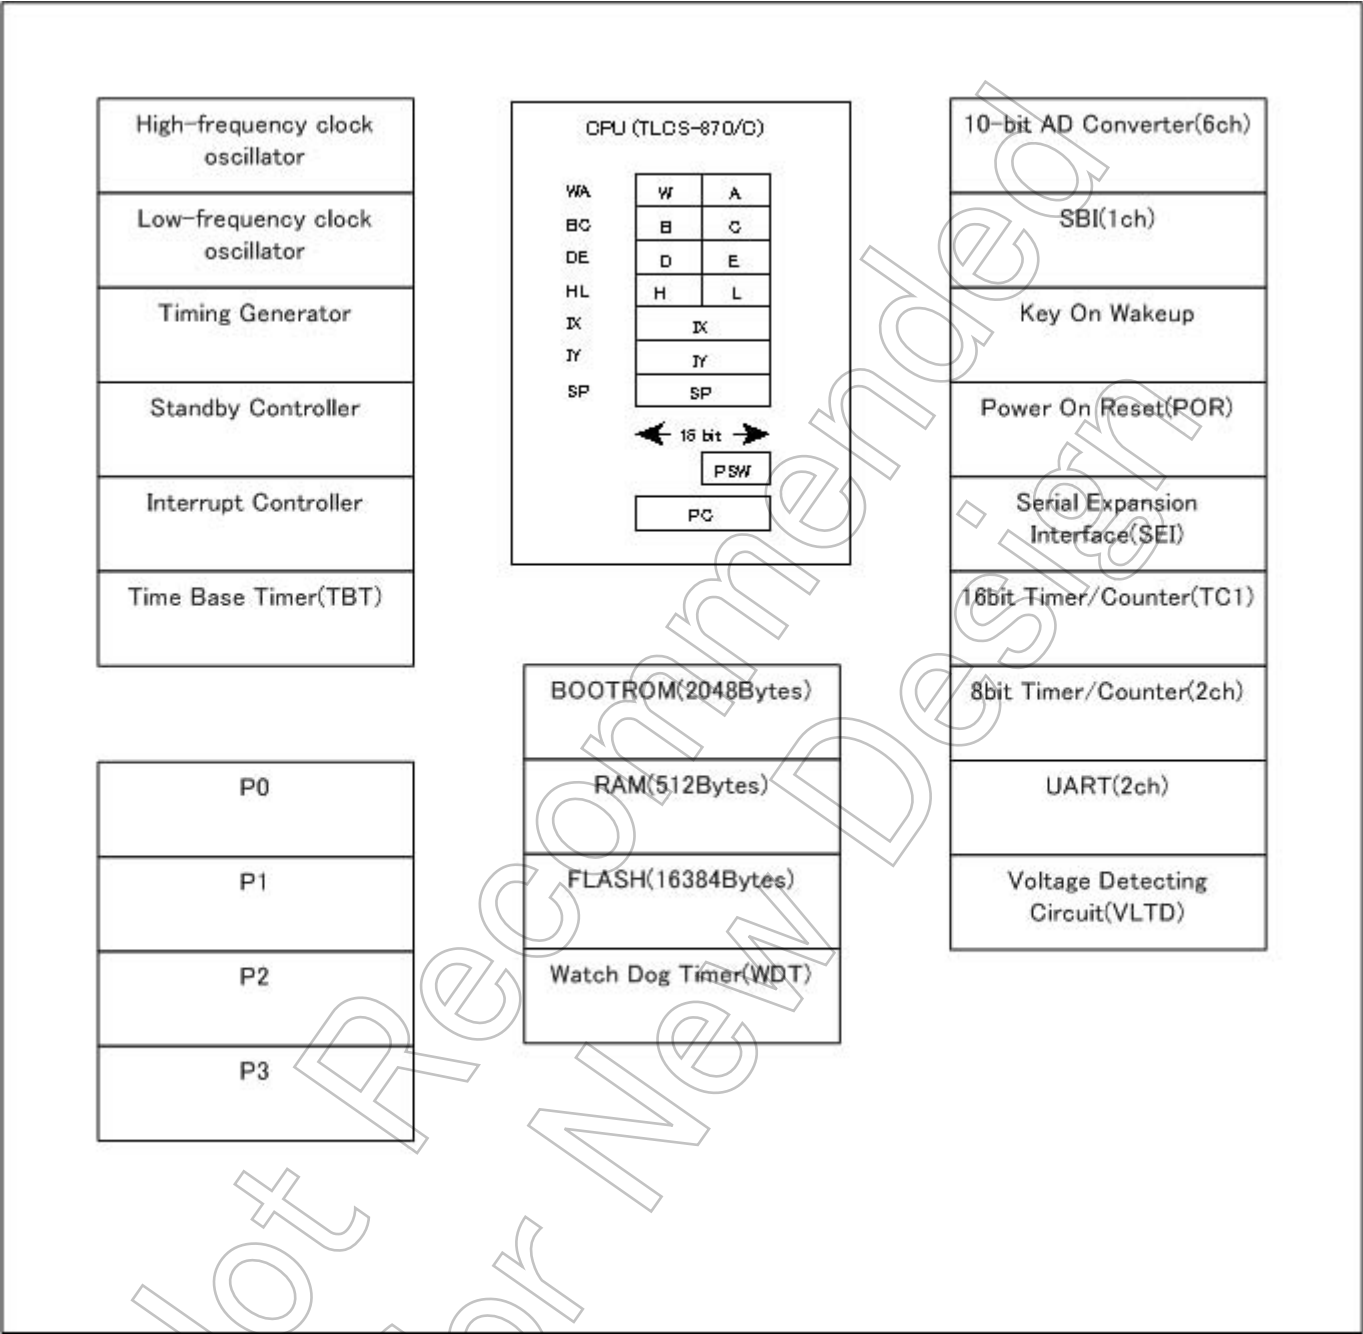 High-frequency clock
oscillator
Low-frequency clock
oscillator
Timing Generator
Standby Controller
Interrupt Controller
Time Base Timer(TBT)
P0
P1
P2
P3
CPU (TLCS-870/C)
WA W A
BC B C
DE D E
HL H L
IX IX
IY IY
SP SP
16 bit
PSW
PC
BOOTROM(2048Bytes)
RAM(512Bytes)
FLASH(16384Bytes)
Watch Dog Timer(WDT)
10-bit AD Converter(6ch)
SBI(1ch)
Key On Wakeup
Power On Reset(POR)
Serial Expansion
Interface(SEI)
16bit Timer/Counter(TC1)
8bit Timer/Counter(2ch)
UART(2ch)
Voltage Detecting
Circuit(VLTD)
ot Recommended
or New Design